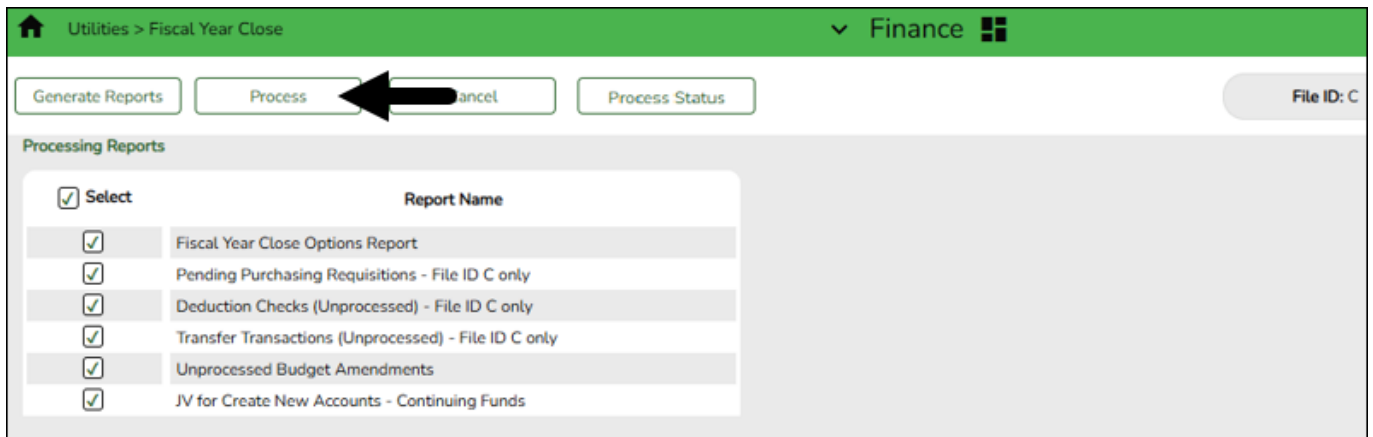 Utilities > Fiscal Year Close
Finance
Generate Reports
Process
ancel
Process Status
File ID: C
Processing Reports
Select
Report Name
Fiscal Year Close Options Report
Pending Purchasing Requisitions - File ID C only
Deduction Checks (Unprocessed) - File ID C only
Transfer Transactions (Unprocessed) - File ID C only
Unprocessed Budget Amendments
JV for Create New Accounts - Continuing Funds